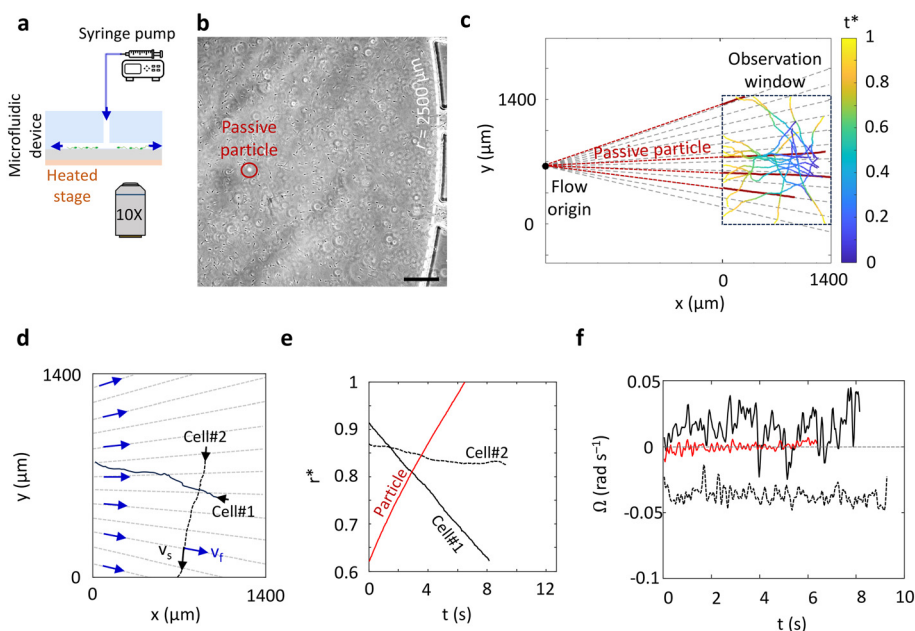 a
Syringe pump
Microfluidic
device
Heated
stage
10X
b
Passive
particle
r = 2500 μm
c
t*
1
0.8
0.6
0.4
0.2
0
Observation
window
1400
y (μm)
0
Passive particle
Flow
origin
0
1400
x (μm)
d
1400
y (μm)
0
Cell#2
Cell#1
vs
vf
0
1400
x (μm)
e
1
0.9
0.8
0.7
0.6
r*
Cell#2
Particle
Cell#1
0
4
8
12
t (s)
f
0.05
0
-0.05
-0.1
Ω (rad s⁻¹)
0
2
4
6
8
10
t (s)